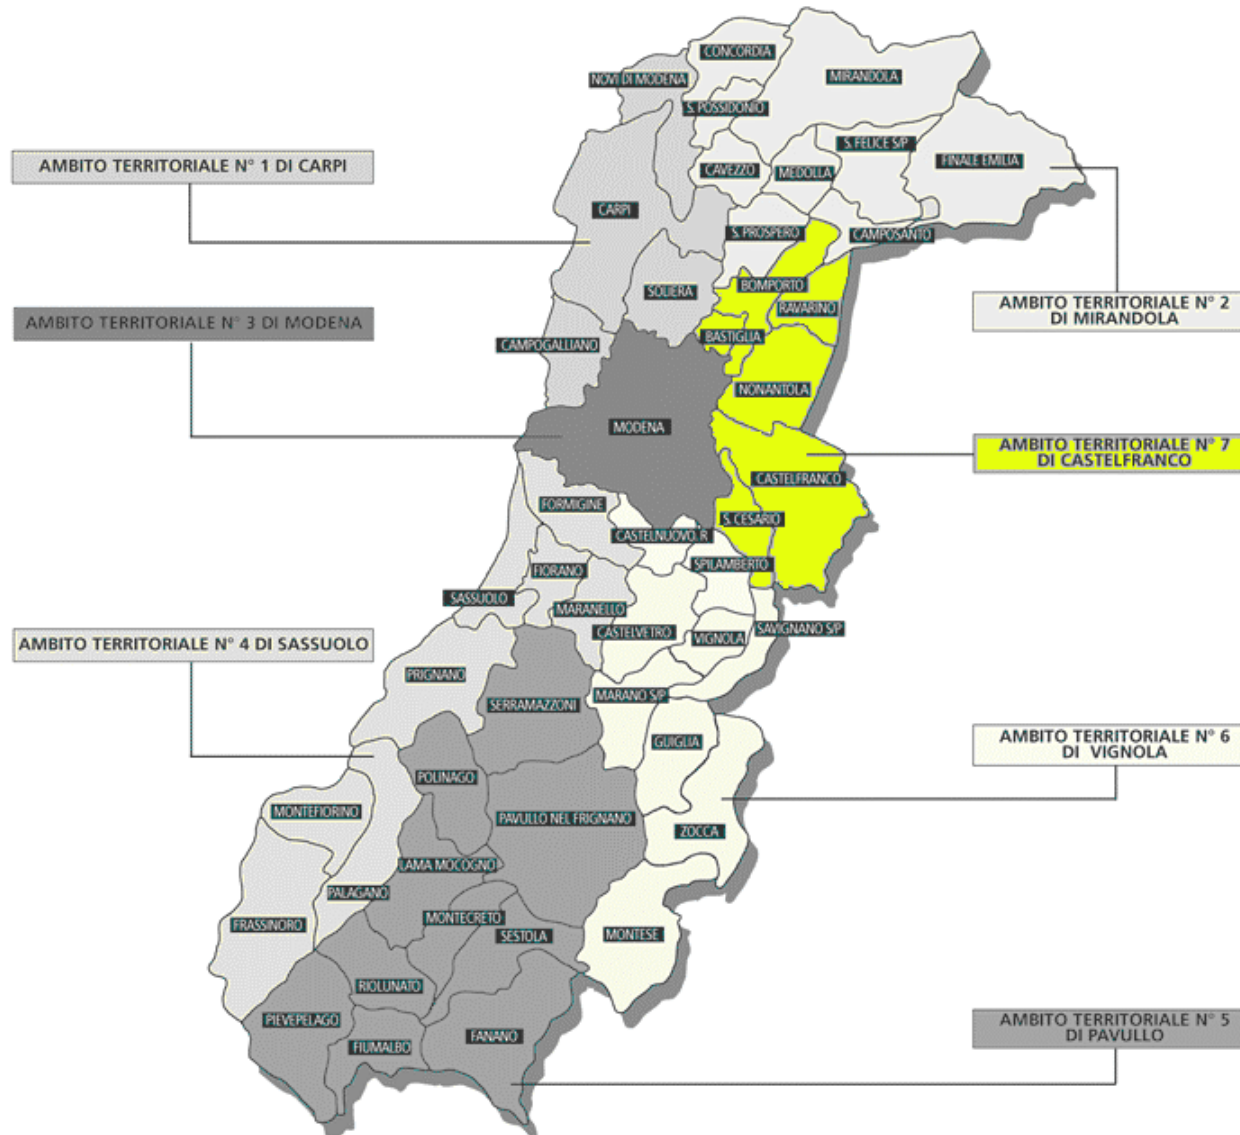 CONCORDIA
NOVI DI MODENA
MIRANDOLA
S. POSSIDONIO
S. FELICE S/P
FINALE EMILIA
CAVEZZO
MEDOLLA
AMBITO TERRITORIALE N° 1 DI CARPI
CARPI
S. PROSPERO
CAMPOSANTO
BOMPORTO
SOLIERA
RAVARINO
AMBITO TERRITORIALE N° 2
DI MIRANDOLA
AMBITO TERRITORIALE N° 3 DI MODENA
BASTIGLIA
CAMPOGALLIANO
NONANTOLA
MODENA
AMBITO TERRITORIALE N° 7
DI CASTELFRANCO
CASTELFRANCO
FORMIGINE
S. CESARIO
CASTELNUOVO. R
SPILAMBERTO
FIORANO
SASSUOLO
MARANELLO
CASTELVETRO
VIGNOLA
SAVIGNANO S/P
AMBITO TERRITORIALE N° 4 DI SASSUOLO
PRIGNANO
MARANO S/P
SERRAMAZZONI
GUIGLIA
AMBITO TERRITORIALE N° 6
DI VIGNOLA
POLINAGO
MONTEFIORINO
PAVULLO NEL FRIGNANO
ZOCCA
LAMA MOCOGNO
PALAGANO
FRASSINORO
MONTECRETO
SESTOLA
MONTESE
RIOLUNATO
PIEVEPELAGO
FANANO
FIUMALBO
AMBITO TERRITORIALE N° 5
DI PAVULLO